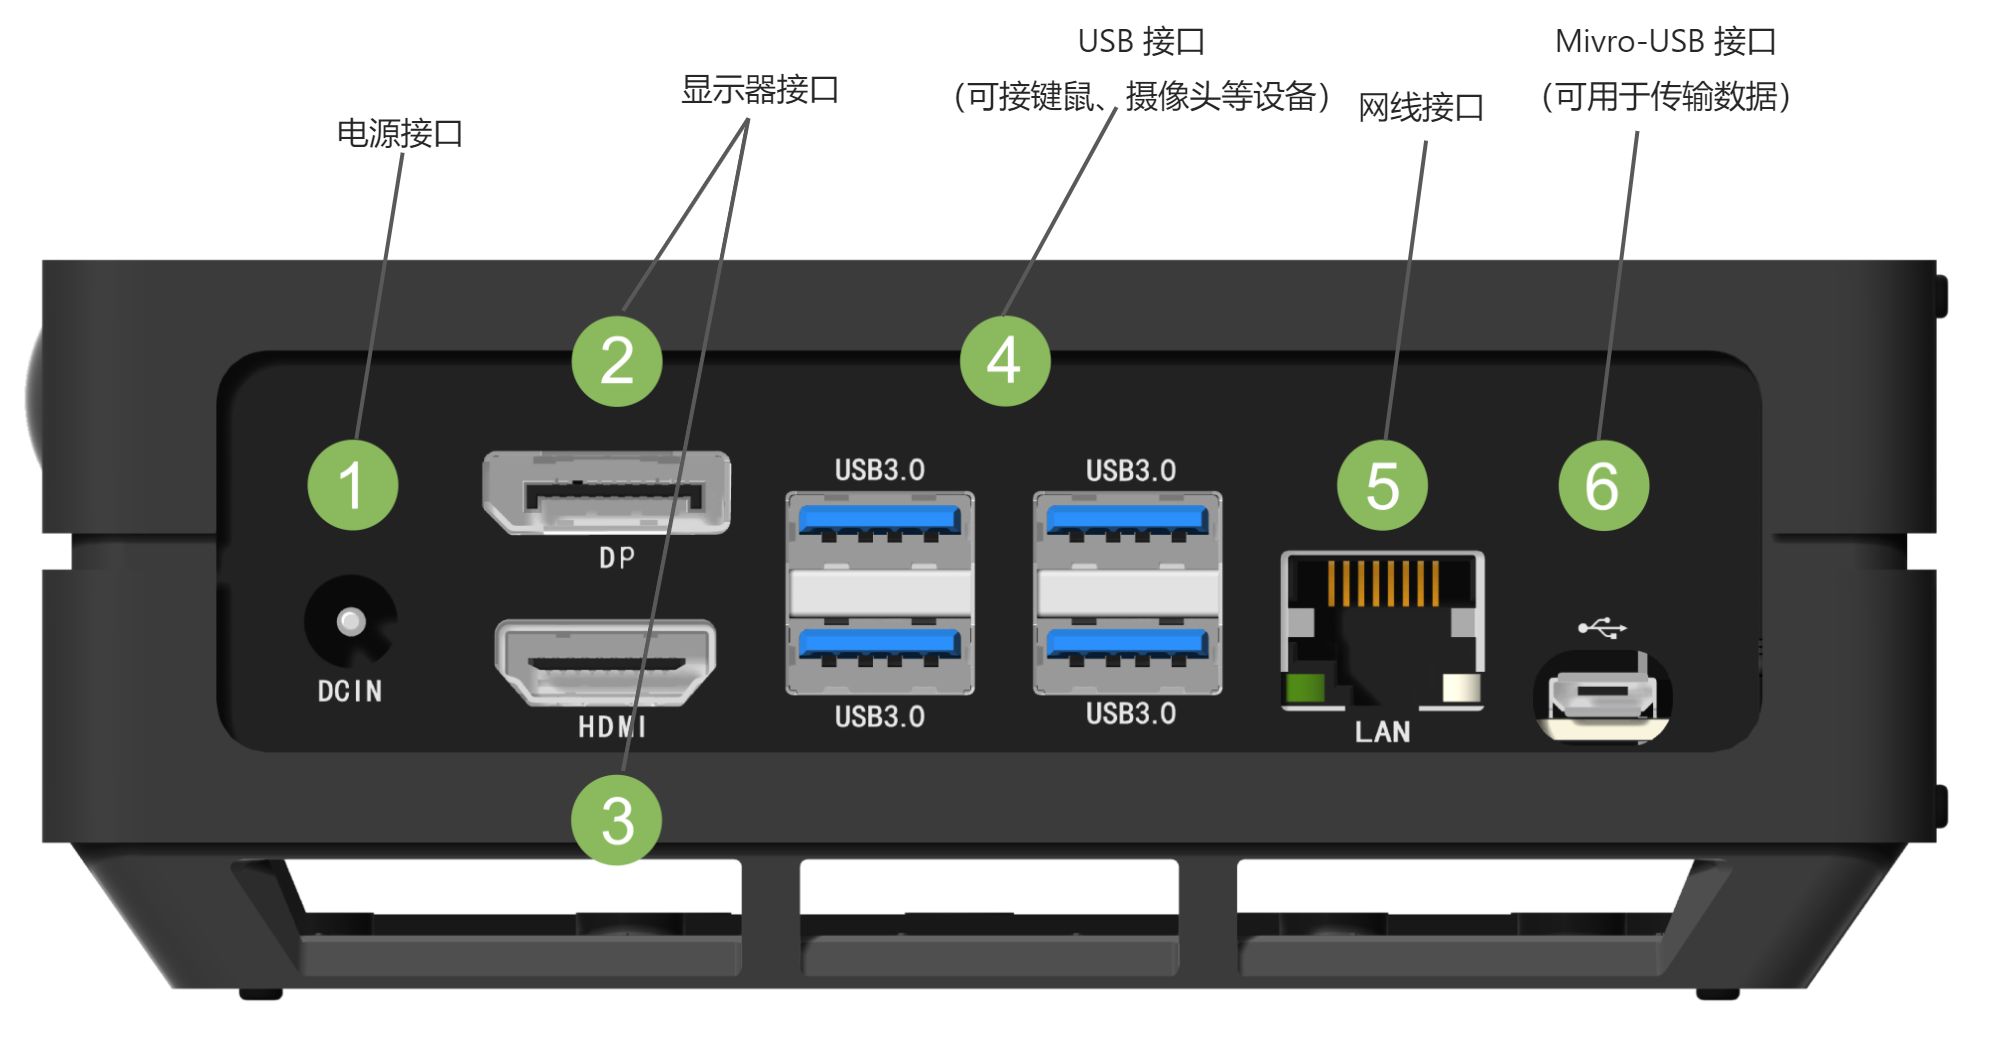 USB 接口
Mivro-USB 接口
显示器接口
(可接键鼠、摄像头等设备)
网线接口
(可用于传输数据)
电源接口
2
4
1
USB3.0
USB3.0
5
6
DP
DCIN
HDMI
USB3.0
USB3.0
LAN
3